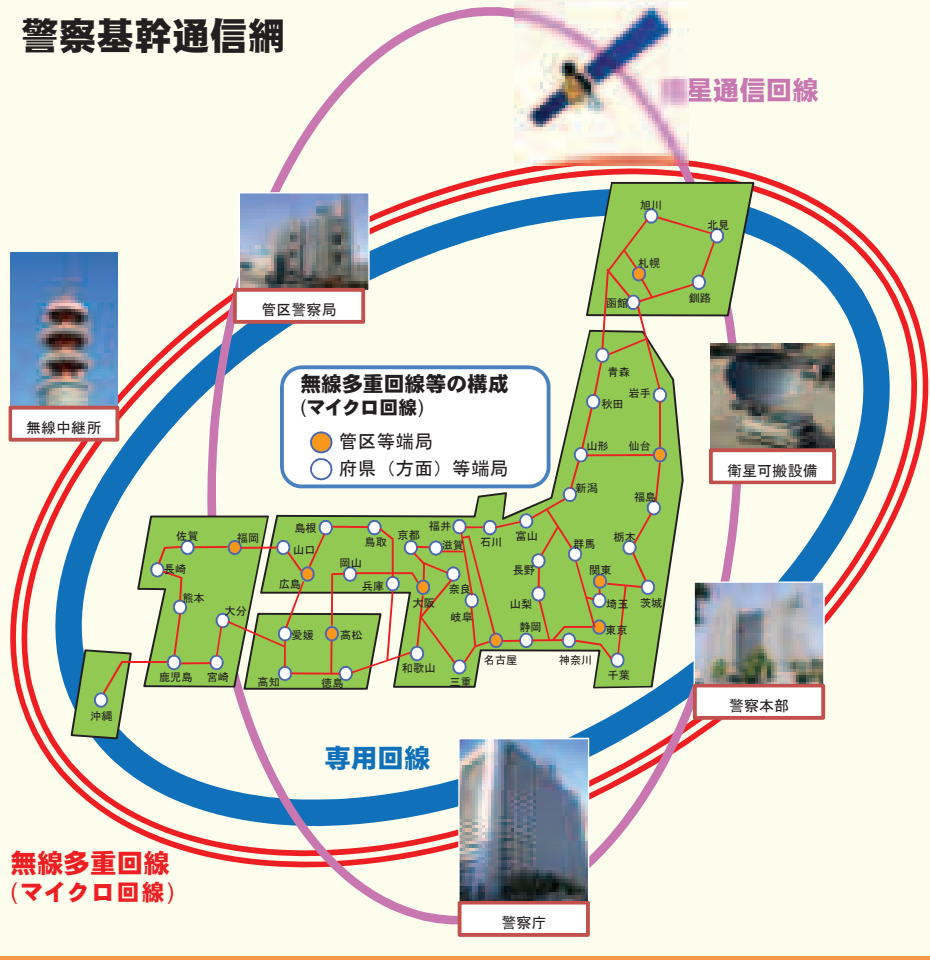 警察基幹通信網
星通信回線
管区警察局
無線中継所
衛星可搬設備
警察本部
警察庁
専用回線
無線多重回線
(マイクロ回線)
無線多重回線等の構成
(マイクロ回線)
管区等端局
府県（方面）等端局
旭川
北見
札幌
釧路
函館
青森
岩手
秋田
山形
仙台
新潟
福島
福井
石川
富山
群馬
栃木
長野
関東
山梨
埼玉
茨城
静岡
東京
名古屋
神奈川
千葉
島根
鳥取
京都
滋賀
山口
岡山
広島
兵庫
大阪
奈良
岐阜
和歌山
三重
佐賀
福岡
長崎
熊本
大分
鹿児島
宮崎
愛媛
高松
高知
徳島
沖縄